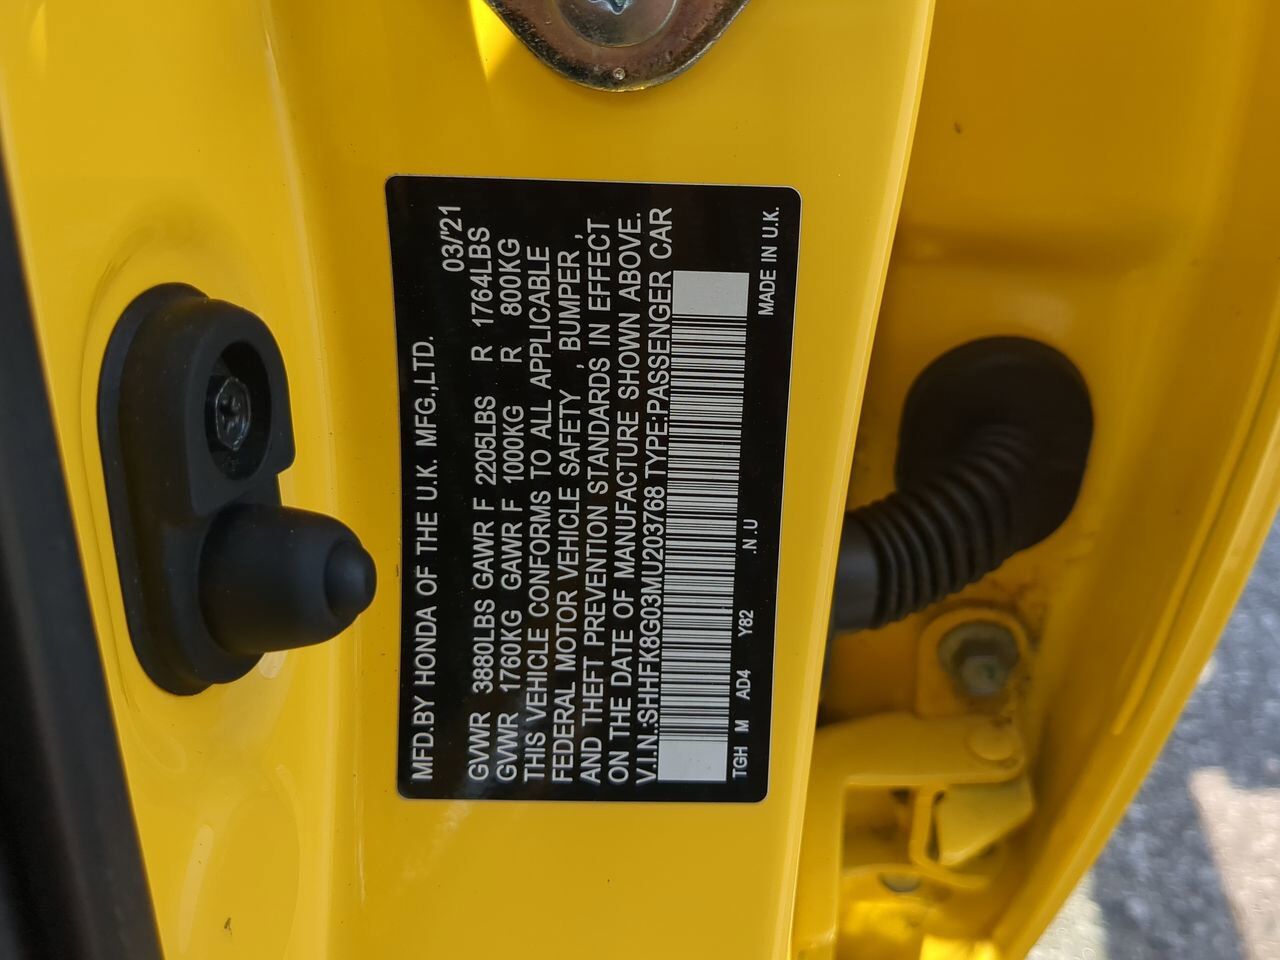 MFD.BY HONDA OF THE U.K. MFG.,LTD. 03/'21
GVWR 3880LBS GAWR F 2205LBS R 1764LBS
GVWR 1760KG GAWR F 1000KG R 800KG
THIS VEHICLE CONFORMS TO ALL APPLICABLE
FEDERAL MOTOR VEHICLE SAFETY , BUMPER ,
AND THEFT PREVENTION STANDARDS IN EFFECT
ON THE DATE OF MANUFACTURE SHOWN ABOVE.
V.I.N.:SHHFK8G03MU203768 TYPE:PASSENGER CAR
TGH M AD4 Y82 .N.U MADE IN U.K.